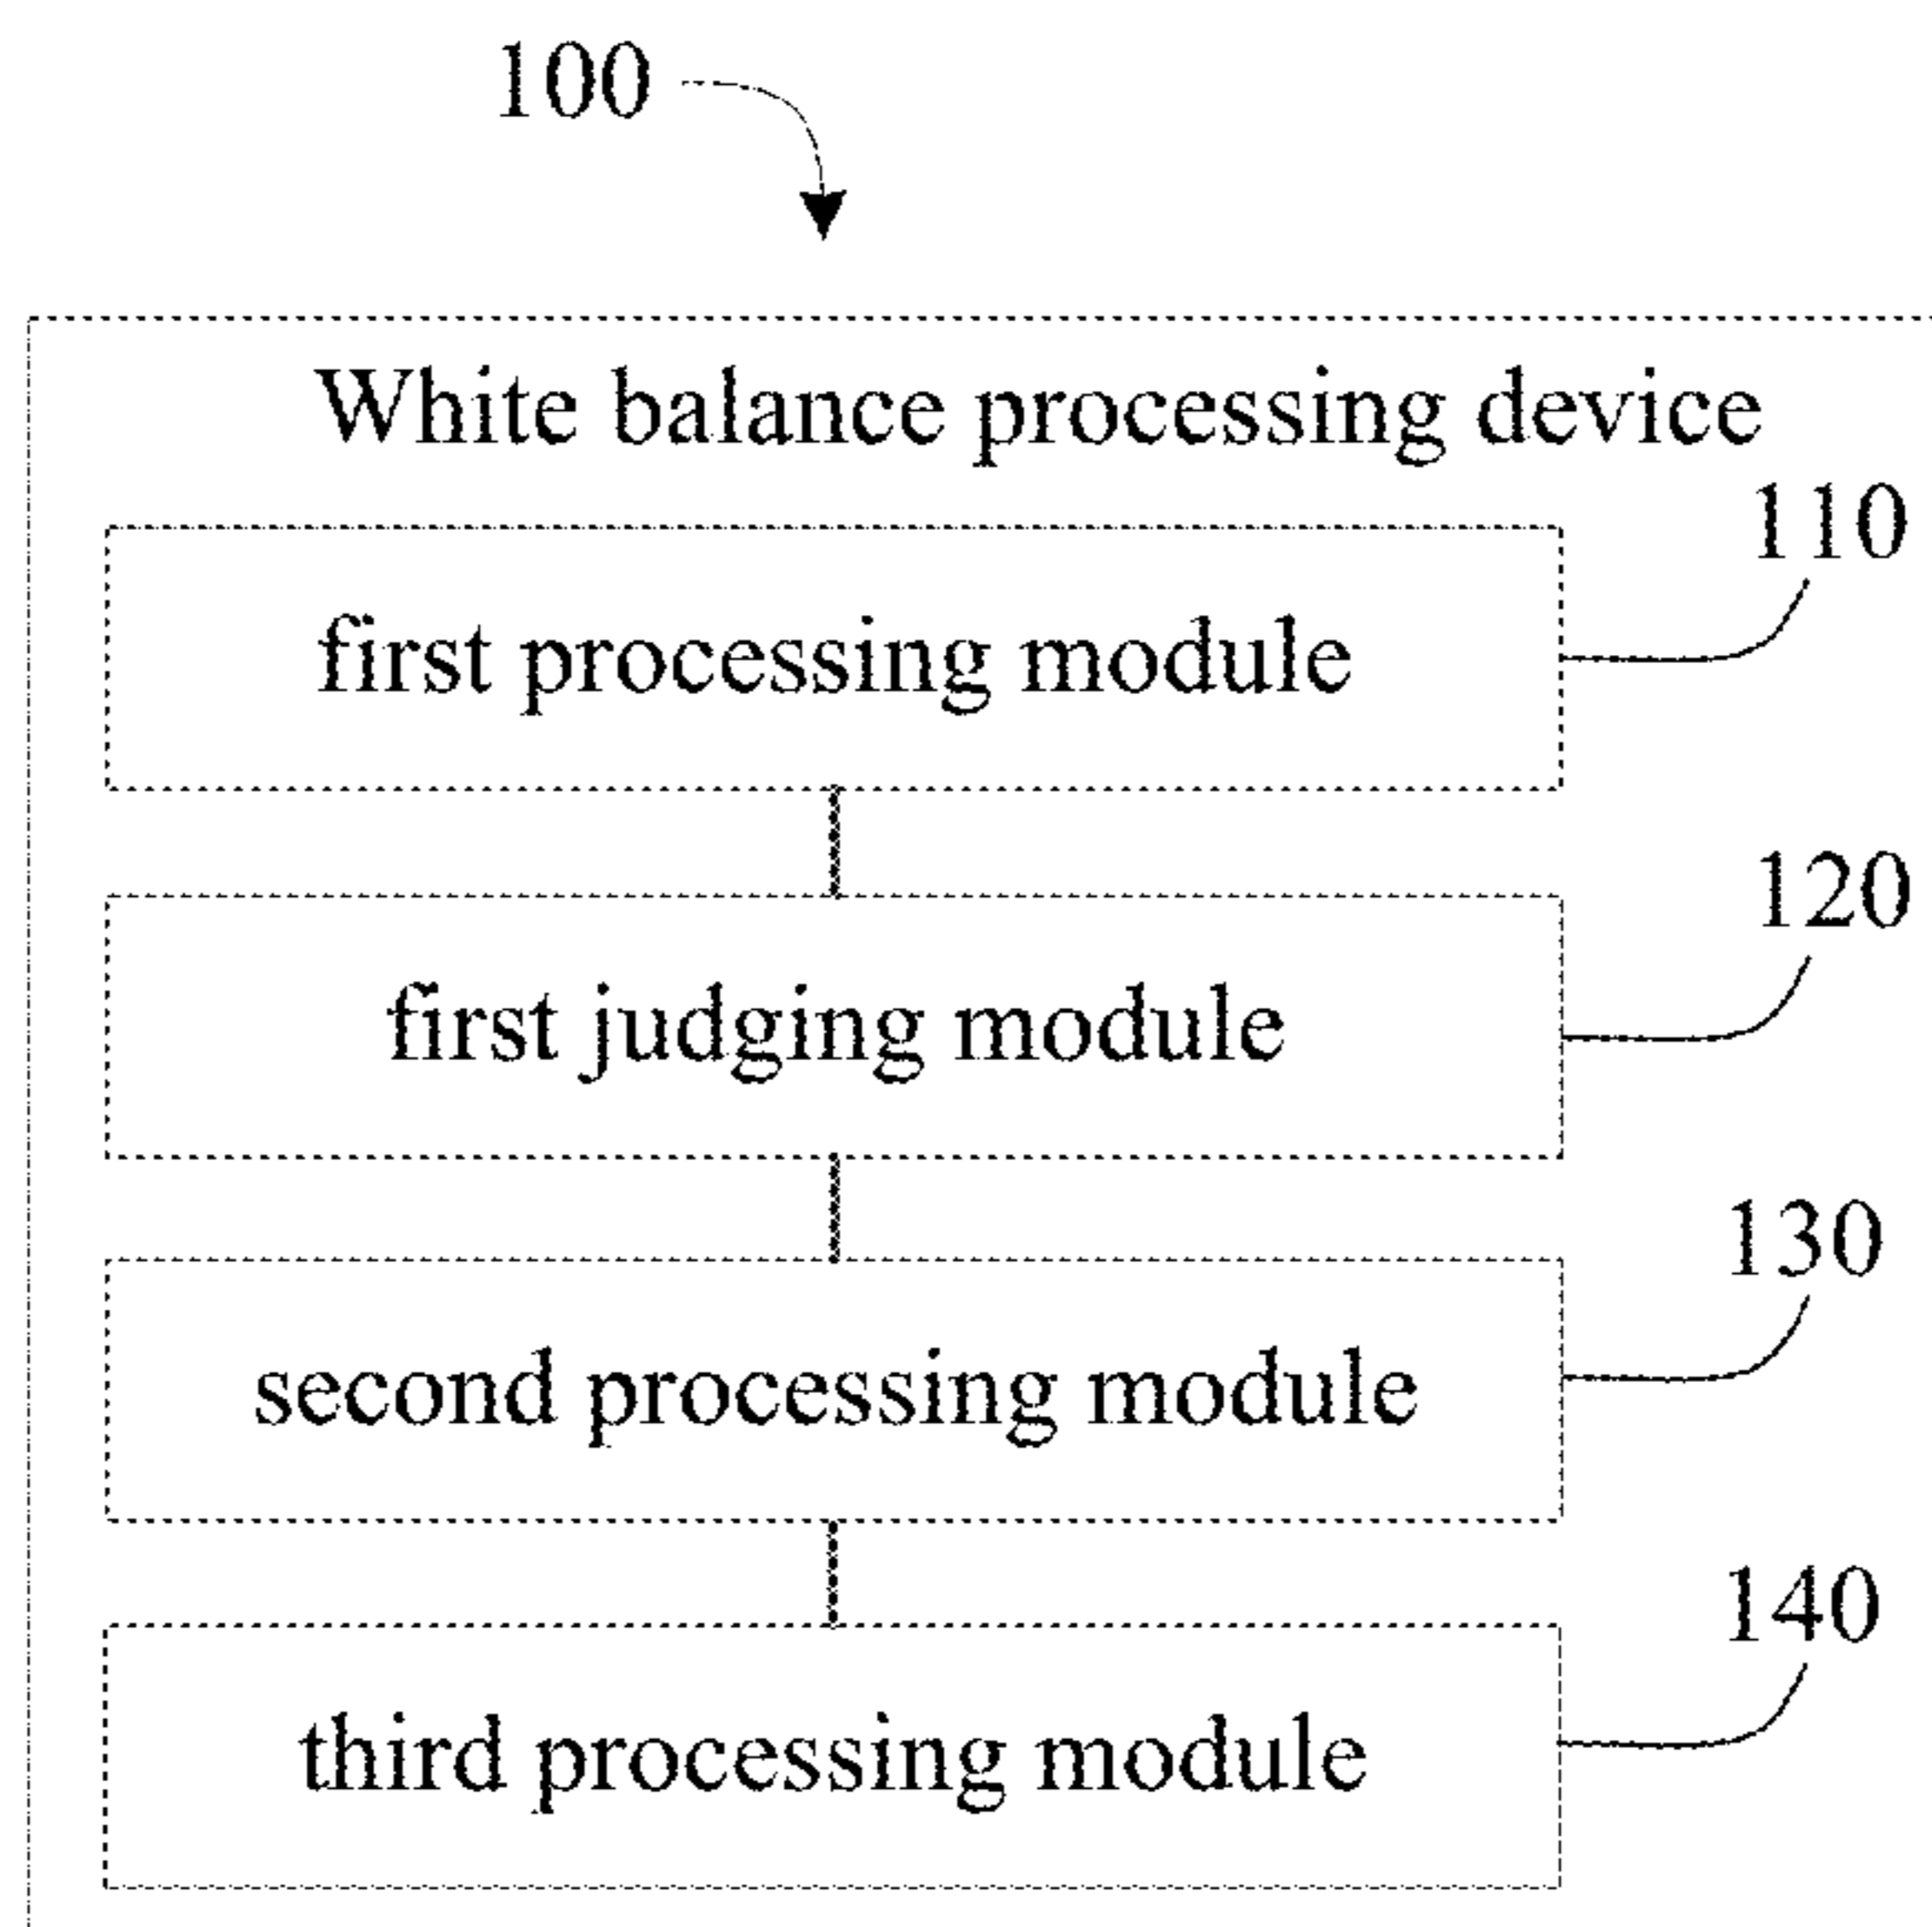 100
White balance processing device
110
first processing module
120
first judging module
130
second processing module
140
third processing module